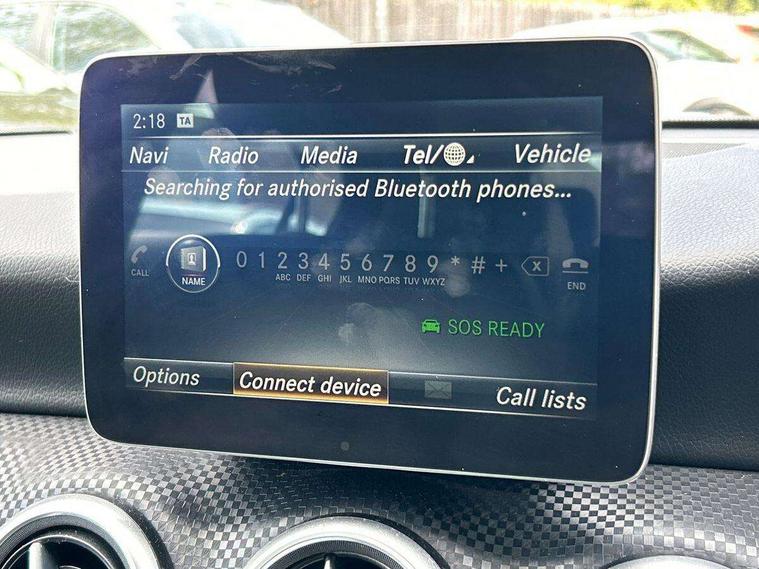 2:18 TA
Navi Radio Media Tel/ Vehicle
Searching for authorised Bluetooth phones...
0 1 2 3 4 5 6 7 8 9 * # +
ABC DEF GHI JKL MNO PQRS TUV WXYZ
CALL NAME END
SOS READY
Options Connect device Call lists